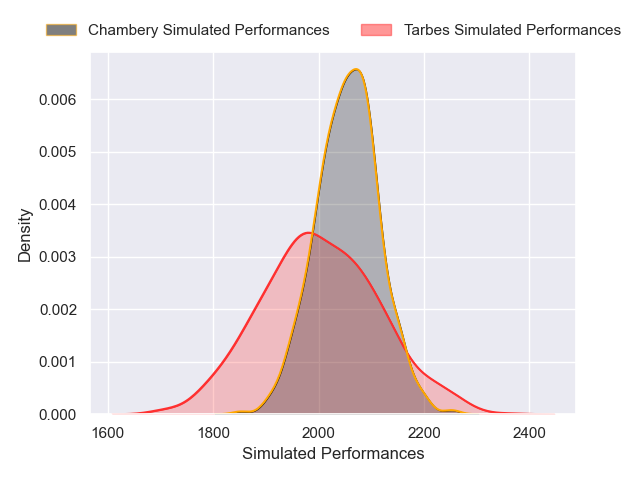 Chambery Simulated Performances Tarbes Simulated Performances
0.006
0.005
0.004
0.003
0.002
0.001
0.000
Density
1600 1800 2000 2200 2400
Simulated Performances